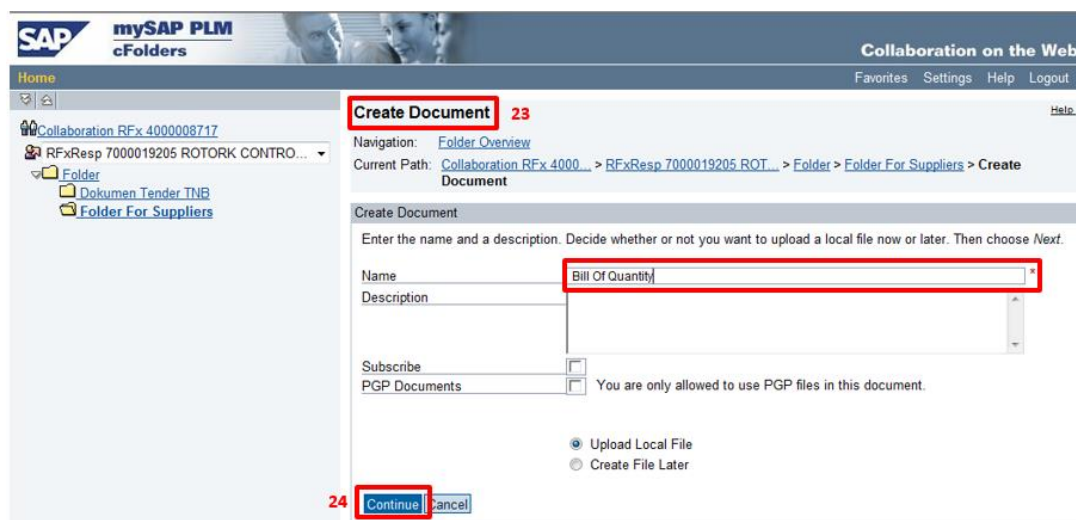 SAP mySAP PLM
cFolders
Collaboration on the Web
Home Favorites Settings Help Logout
Create Document 23 Help
Collaboration RFx 4000008717
Navigation: Folder Overview
RFxResp 7000019205 ROTORK CONTRO...
Current Path: Collaboration RFx 4000... > RFxResp 7000019205 ROT... > Folder > Folder For Suppliers > Create
Document
Folder
Dokumen Tender TNB
Folder For Suppliers
Create Document
Enter the name and a description. Decide whether or not you want to upload a local file now or later. Then choose Next.
Name Bill Of Quantity *
Description
Subscribe
PGP Documents You are only allowed to use PGP files in this document.
Upload Local File
Create File Later
24 Continue Cancel